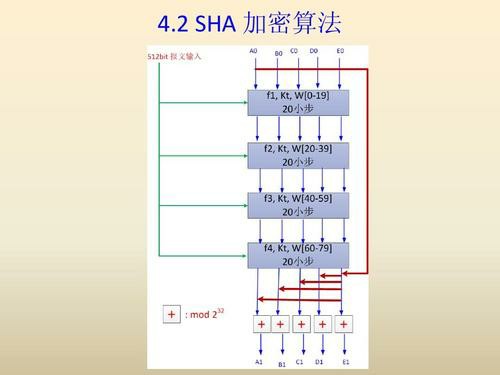 4.2 SHA 加密算法
512bit 报文输入
A0 B0 C0 D0 E0
f1, Kt, W[0-19]
20小步
f2, Kt, W[20-39]
20小步
f3, Kt, W[40-59]
20小步
f4, Kt, W[60-79]
20小步
+ : mod 2³²
+ + + + +
A1 B1 C1 D1 E1